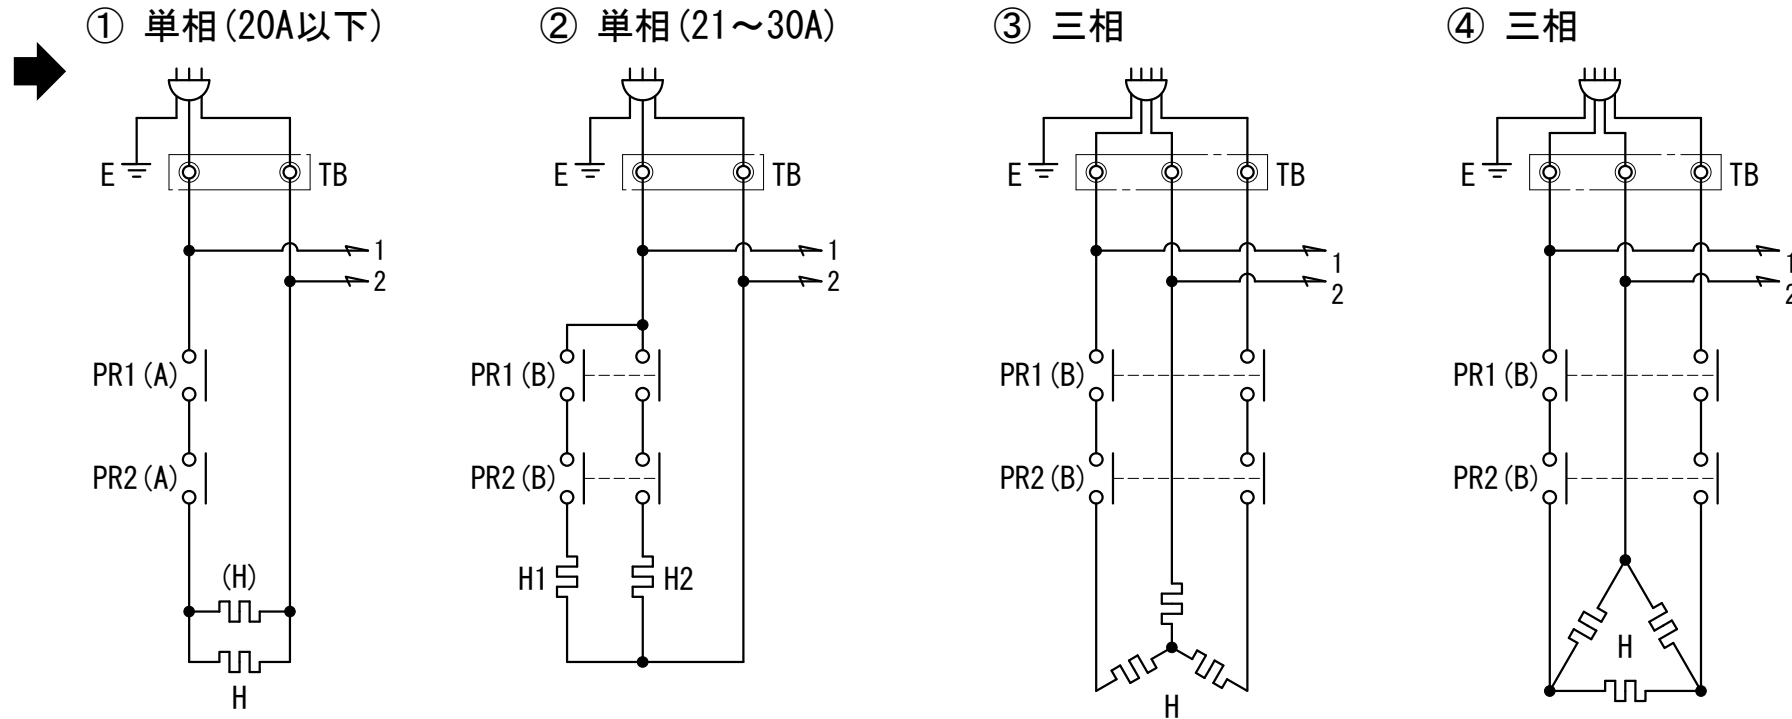 ① 単相(20A以下)
E
TB
1
2
PR1(A)
PR2(A)
(H)
H
② 単相(21～30A)
E
TB
1
2
PR1(B)
PR2(B)
H1
H2
③ 三相
E
TB
1
2
PR1(B)
PR2(B)
H
④ 三相
E
TB
1
2
PR1(B)
PR2(B)
H